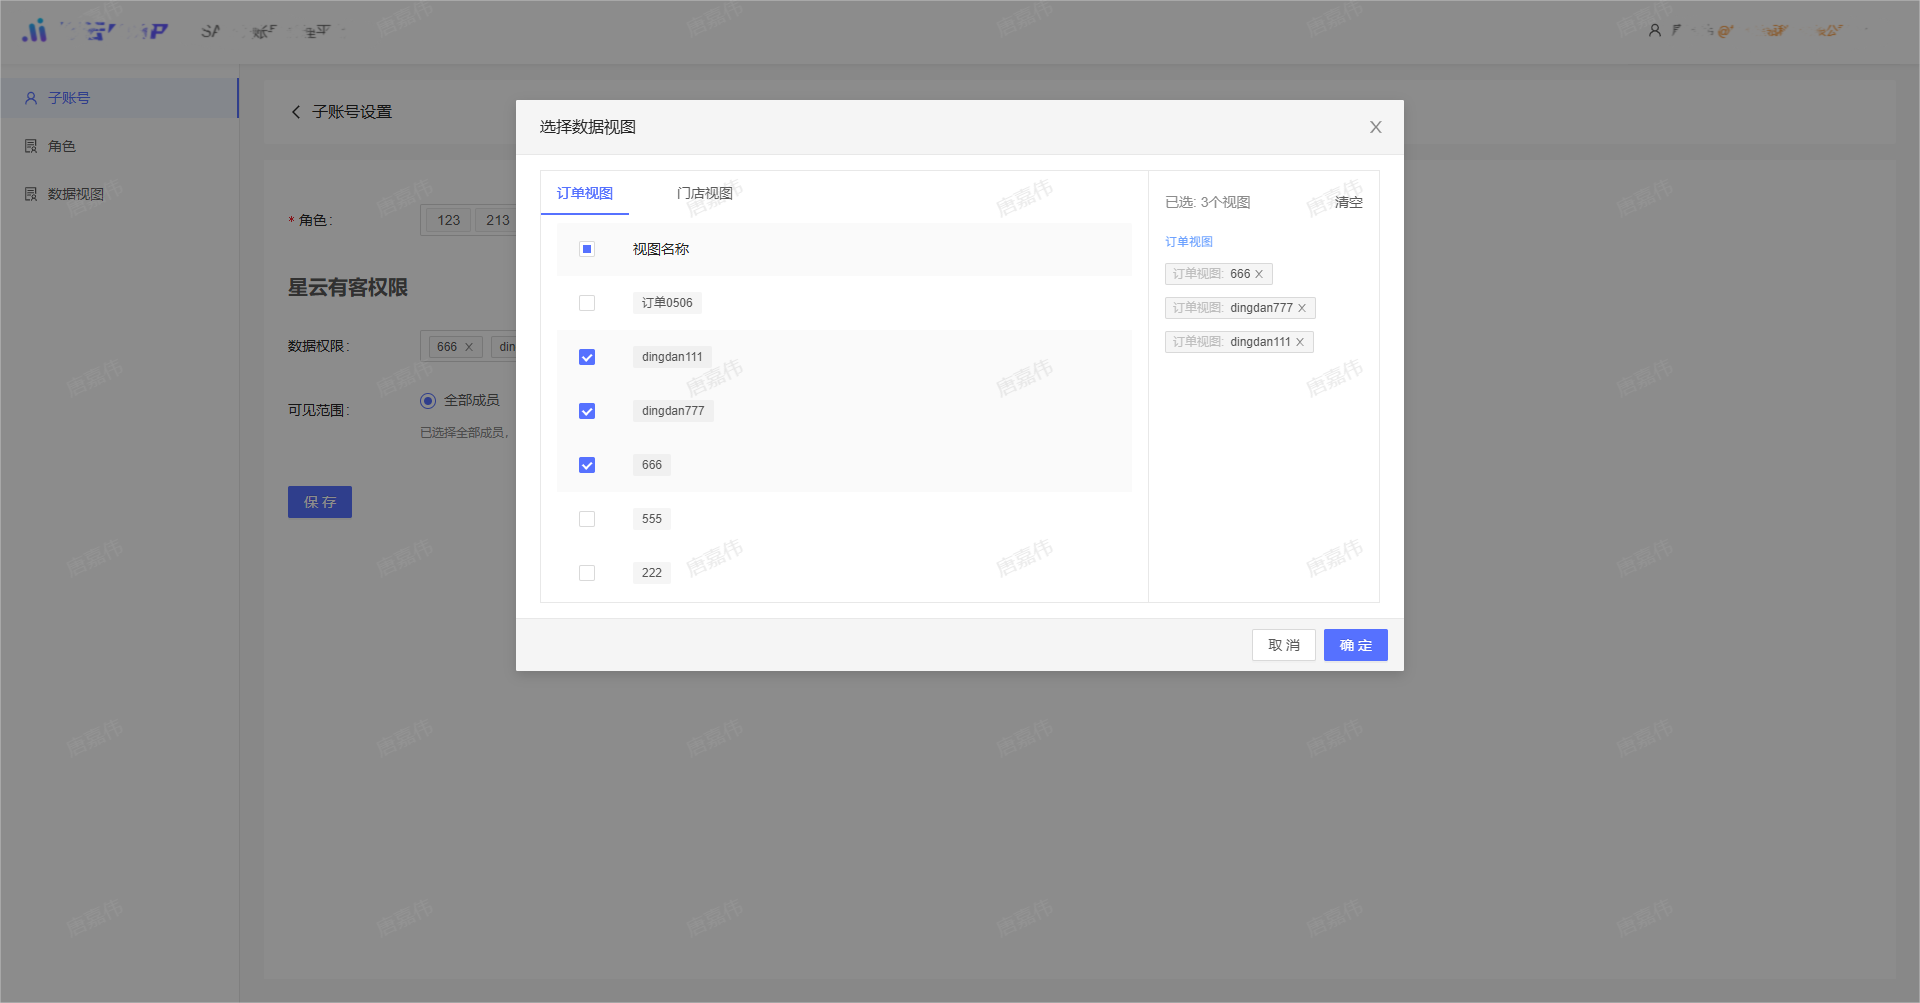 子账号
角色
数据视图
子账号设置
* 角色:
123
213
星云有客权限
数据权限:
666
din
可见范围:
全部成员
已选择全部成员,
保 存
选择数据视图
订单视图
门店视图
视图名称
订单0506
dingdan111
dingdan777
666
555
222
已选: 3个视图
清空
订单视图
订单视图: 666
订单视图: dingdan777
订单视图: dingdan111
取 消
确 定
唐嘉伟